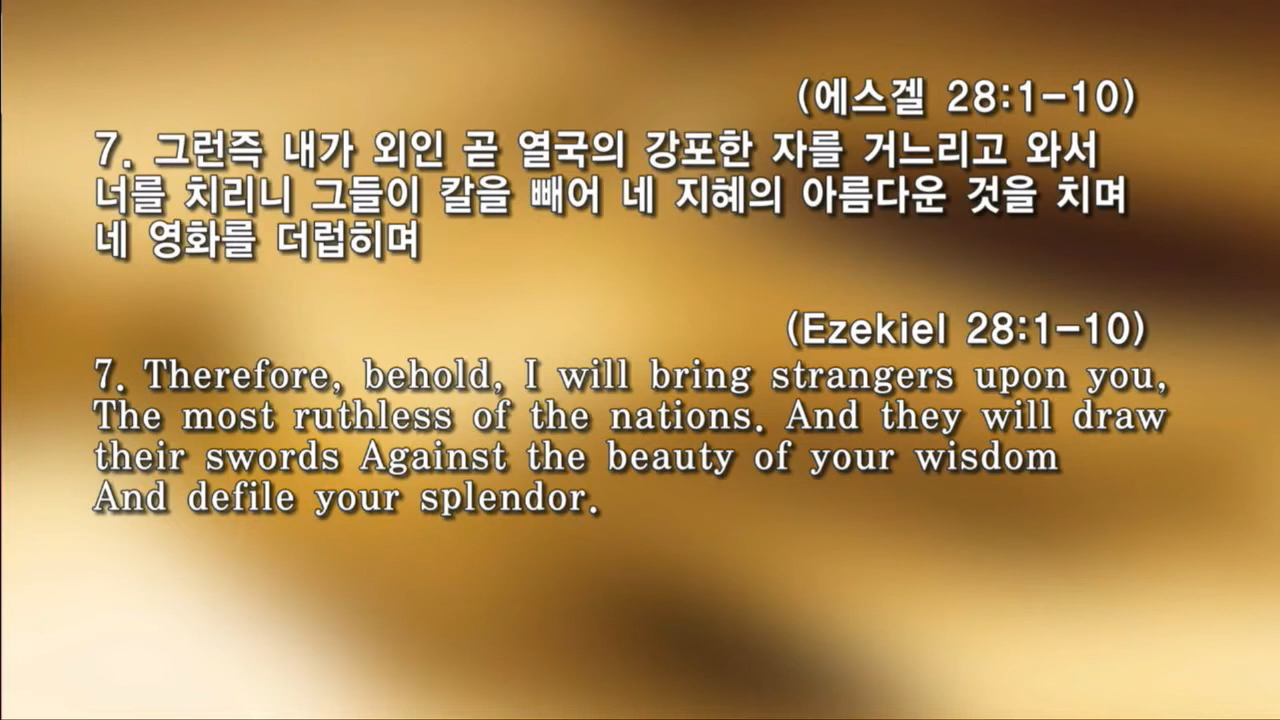 (에스겔 28:1-10)
7. 그런즉 내가 외인 곧 열국의 강포한 자를 거느리고 와서
너를 치리니 그들이 칼을 빼어 네 지혜의 아름다운 것을 치며
네 영화를 더럽히며
(Ezekiel 28:1-10)
7. Therefore, behold, I will bring strangers upon you,
The most ruthless of the nations. And they will draw
their swords Against the beauty of your wisdom
And defile your splendor.